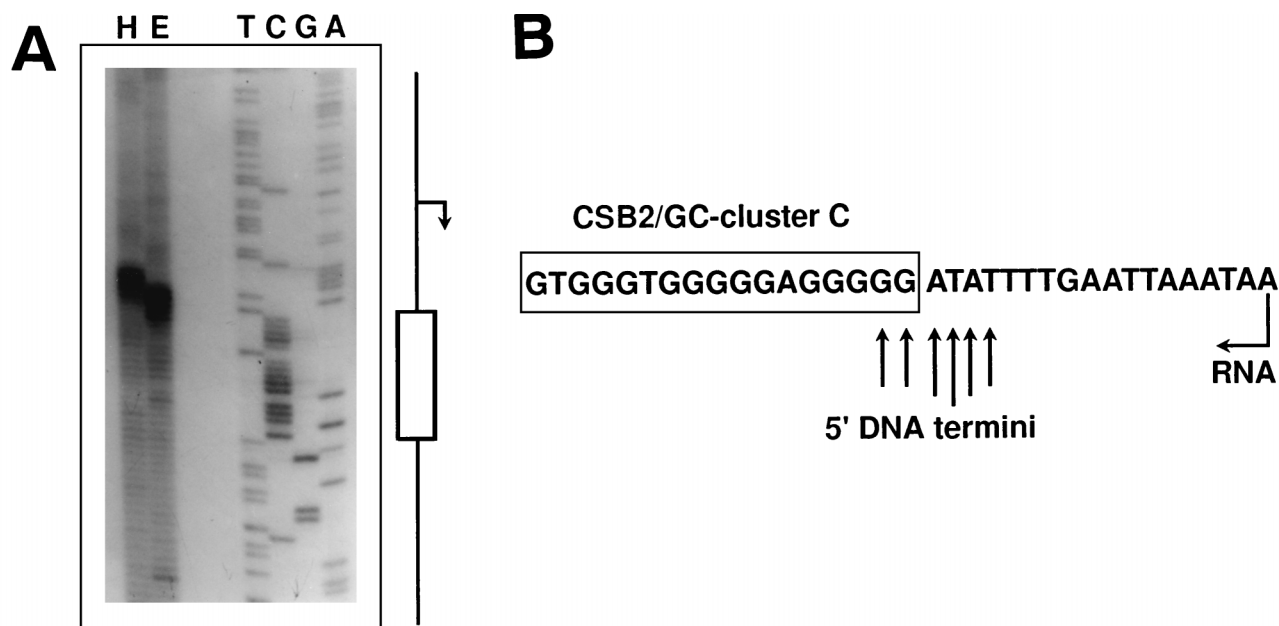 A
H E T C G A
B
CSB2/GC-cluster C
GTGGGTGGGGGAGGGGG ATATTTTGAATTAAATAA
RNA
5' DNA termini